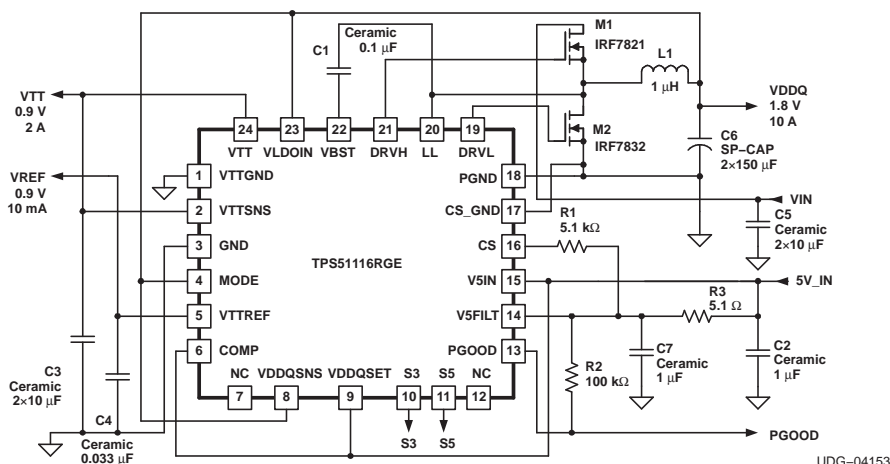 M1
IRF7821
Ceramic
0.1 µF
C1
L1
1 µH
VTT
0.9 V
2 A
VDDQ
1.8 V
10 A
M2
IRF7832
C6
SP−CAP
2×150 µF
24 23 22 21 20 19
VTT VLDOIN VBST DRVH LL DRVL
VREF
0.9 V
10 mA
1 VTTGND
2 VTTSNS
3 GND
4 MODE
5 VTTREF
6 COMP
TPS51116RGE
PGND 18
CS_GND 17
CS 16
V5IN 15
V5FILT 14
PGOOD 13
VIN
C5
Ceramic
2×10 µF
R1
5.1 kΩ
5V_IN
R3
5.1 Ω
C3
Ceramic
2×10 µF
C4
Ceramic
0.033 µF
NC VDDQSNS VDDQSET S3 S5 NC
7 8 9 10 11 12
S3 S5
R2
100 kΩ
C7
Ceramic
1 µF
C2
Ceramic
1 µF
PGOOD
UDG−04153